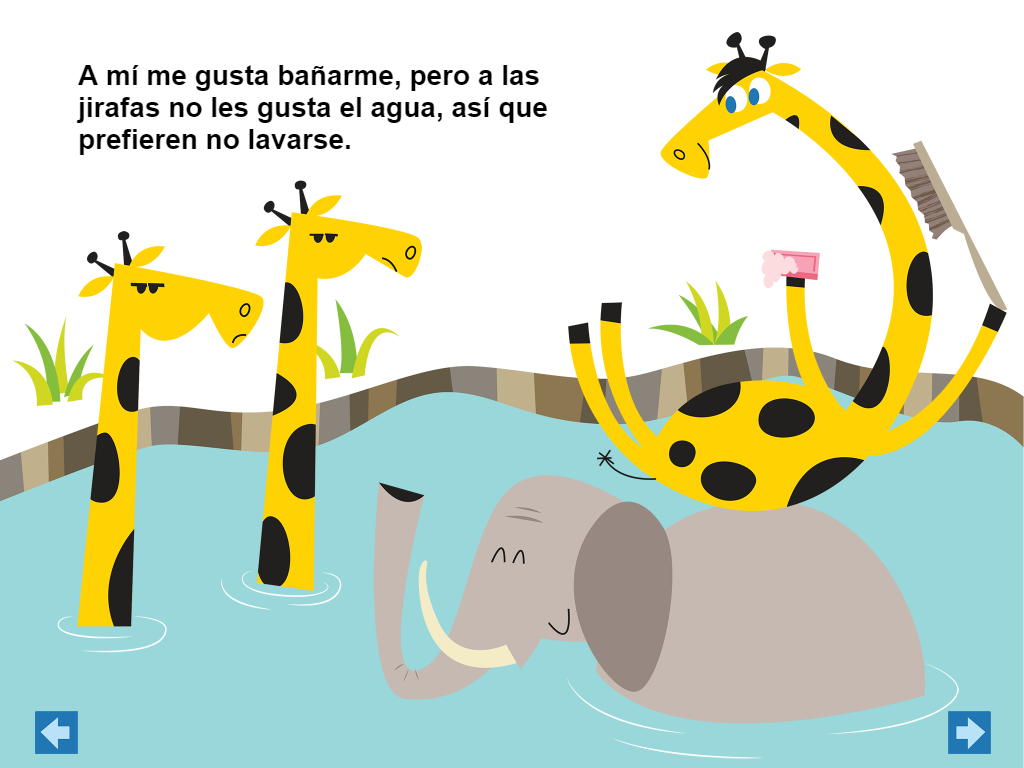 A mí me gusta bañarme, pero a las
jirafas no les gusta el agua, así que
prefieren no lavarse.